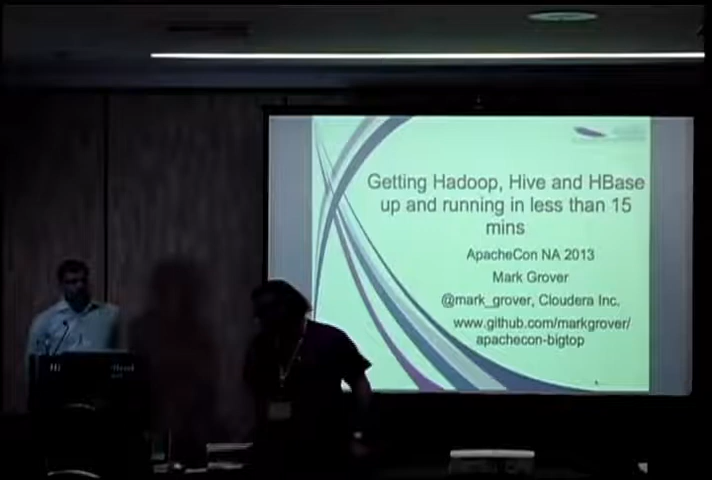 Getting Hadoop, Hive and HBase
up and running in less than 15
mins
ApacheCon NA 2013
Mark Grover
@mark_grover, Cloudera Inc.
www.github.com/markgrover/
apachecon-bigtop